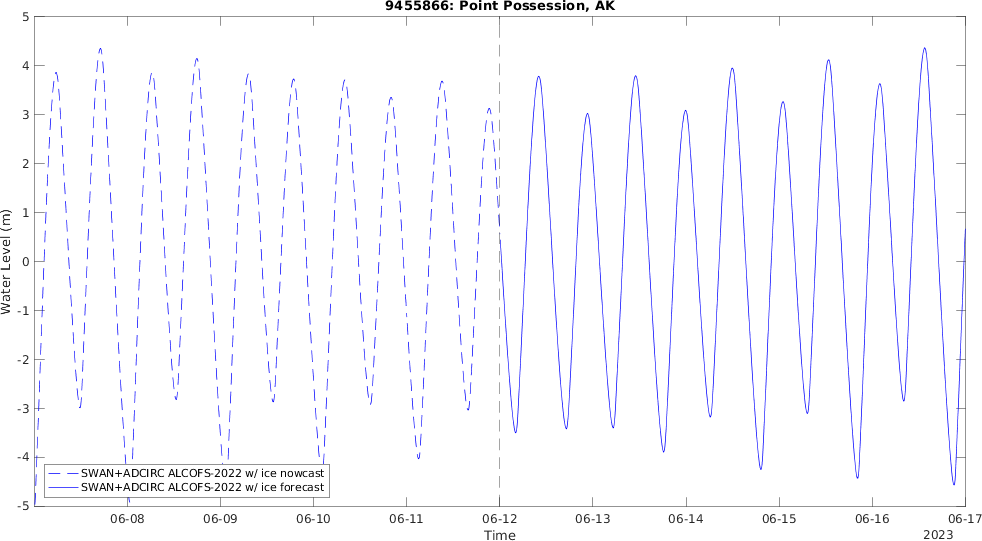 9455866: Point Possession, AK
5
4
3
2
1
0
-1
-2
-3
-4
-5
Water Level (m)
SWAN+ADCIRC ALCOFS-2022 w/ ice nowcast
SWAN+ADCIRC ALCOFS-2022 w/ ice forecast
06-08 06-09 06-10 06-11 06-12 06-13 06-14 06-15 06-16 06-17
Time
2023